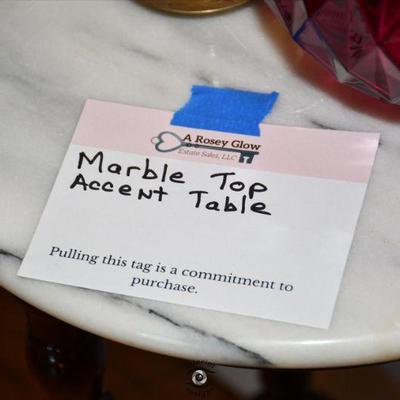 A Rosey Glow
Estate Sales, LLC
Marble Top
Accent Table
Pulling this tag is a commitment to
purchase.